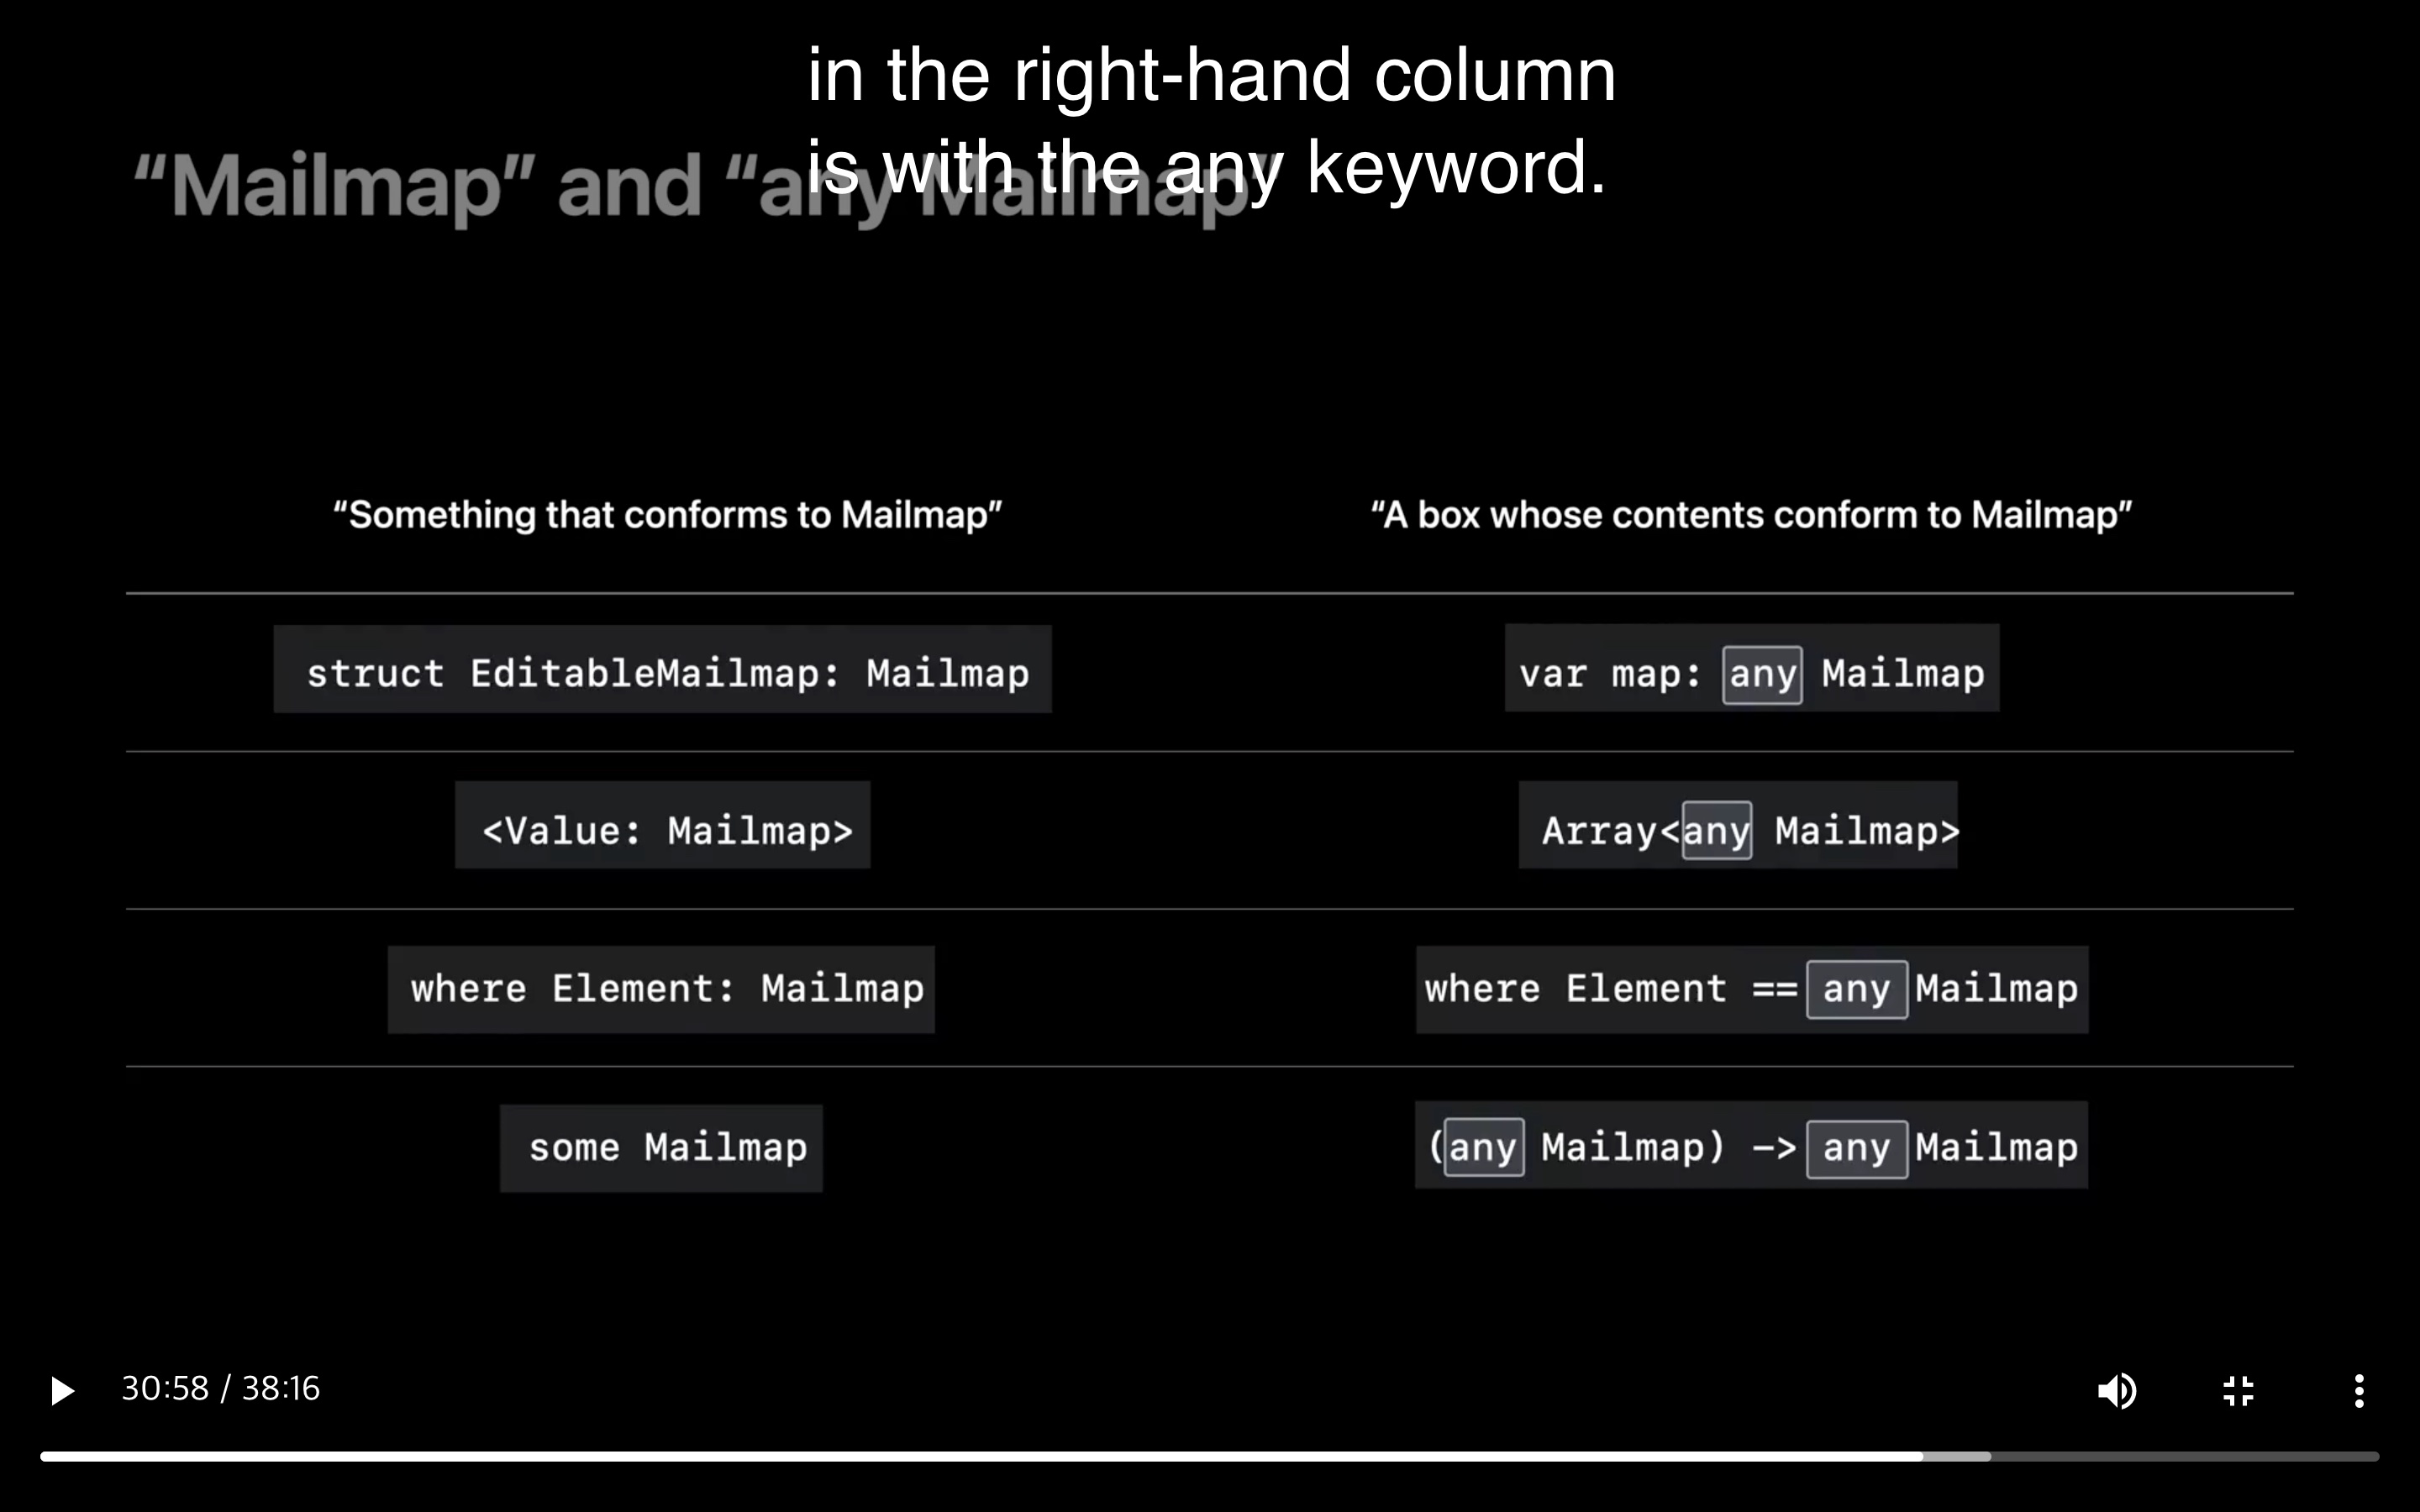 in the right-hand column
is with the any keyword.
“Mailmap” and “any Mailmap”
“Something that conforms to Mailmap”
“A box whose contents conform to Mailmap”
struct EditableMailmap: Mailmap
var map: any Mailmap
<Value: Mailmap>
Array<any Mailmap>
where Element: Mailmap
where Element == any Mailmap
some Mailmap
(any Mailmap) -> any Mailmap
30:58 / 38:16